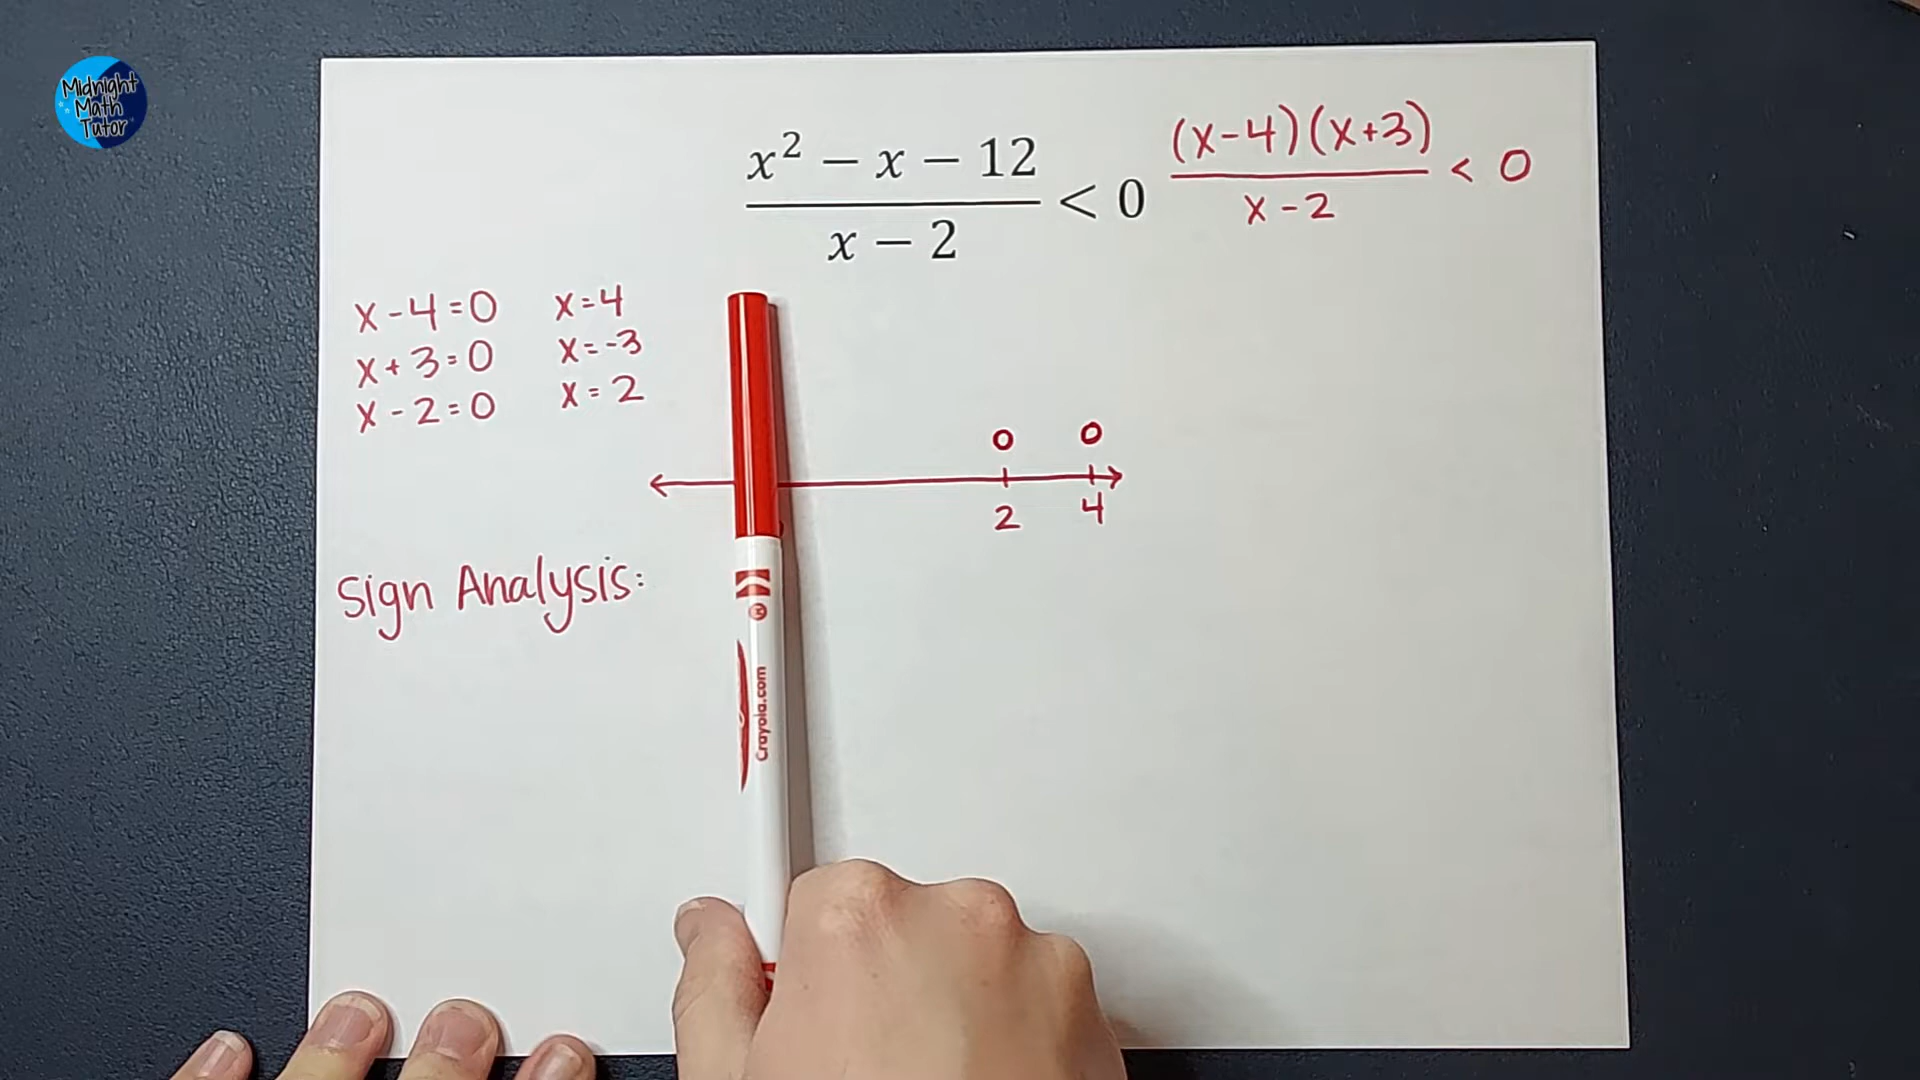 Midnight
Math
Tutor
x² − x − 12
x − 2
< 0
(x-4)(x+3)
x - 2
< 0
x - 4 = 0 x = 4
x + 3 = 0 x = -3
x - 2 = 0 x = 2
o o
2 4
Sign Analysis:
Crayola.com